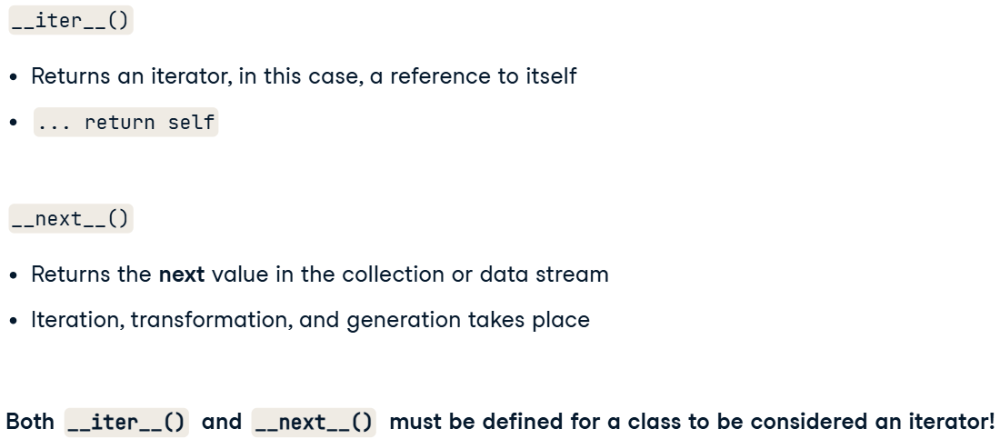 __iter__()
• Returns an iterator, in this case, a reference to itself
• ... return self
__next__()
• Returns the next value in the collection or data stream
• Iteration, transformation, and generation takes place
Both __iter__() and __next__() must be defined for a class to be considered an iterator!